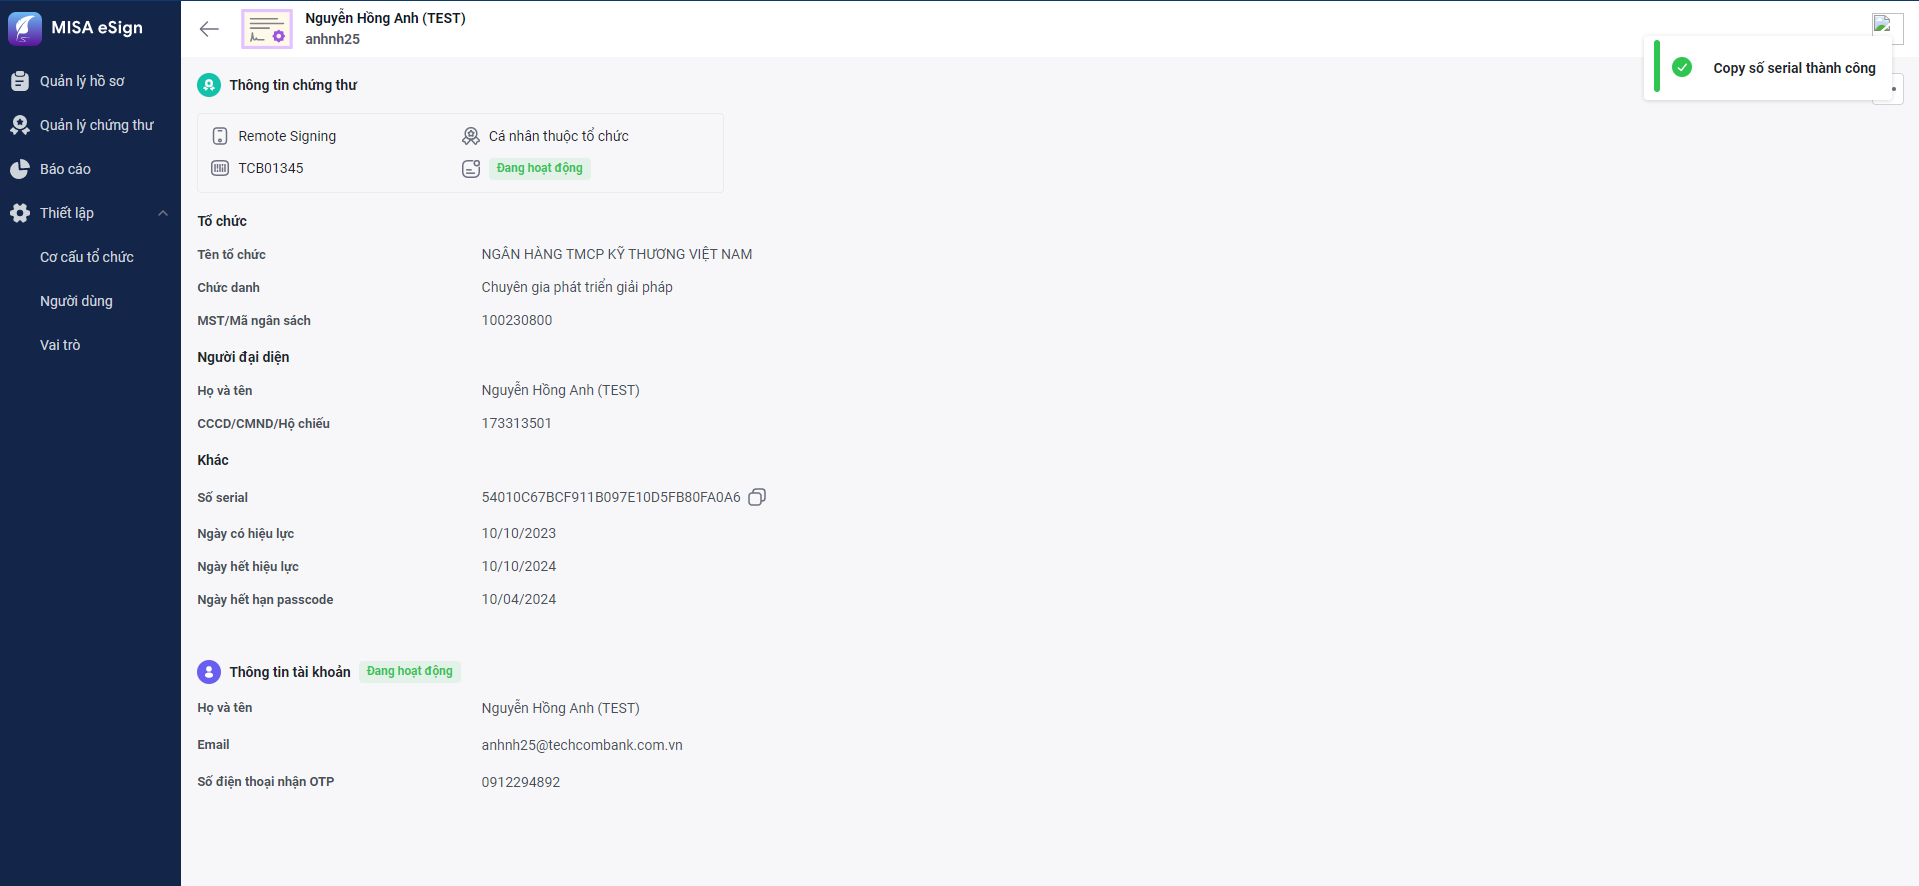 MISA eSign
Quản lý hồ sơ
Quản lý chứng thư
Báo cáo
Thiết lập
Cơ cấu tổ chức
Người dùng
Vai trò
Nguyễn Hồng Anh (TEST)
anhnh25
Copy số serial thành công
Thông tin chứng thư
Remote Signing
Cá nhân thuộc tổ chức
TCB01345
Đang hoạt động
Tổ chức
Tên tổ chức NGÂN HÀNG TMCP KỸ THƯƠNG VIỆT NAM
Chức danh Chuyên gia phát triển giải pháp
MST/Mã ngân sách 100230800
Người đại diện
Họ và tên Nguyễn Hồng Anh (TEST)
CCCD/CMND/Hộ chiếu 173313501
Khác
Số serial 54010C67BCF911B097E10D5FB80FA0A6
Ngày có hiệu lực 10/10/2023
Ngày hết hiệu lực 10/10/2024
Ngày hết hạn passcode 10/04/2024
Thông tin tài khoản Đang hoạt động
Họ và tên Nguyễn Hồng Anh (TEST)
Email anhnh25@techcombank.com.vn
Số điện thoại nhận OTP 0912294892